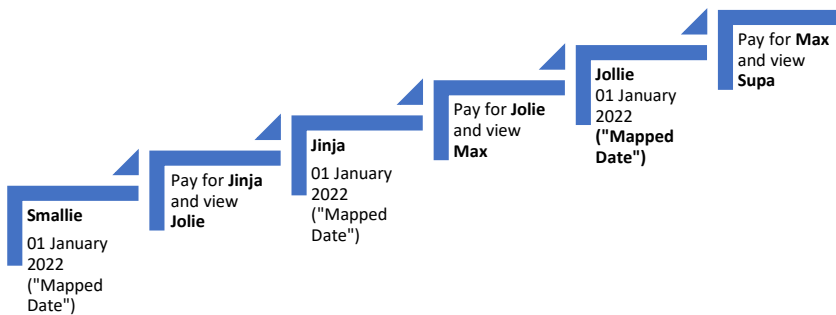 Smallie
01 January
2022
("Mapped
Date")
Pay for Jinja
and view
Jolie
Jinja
01 January
2022
("Mapped
Date")
Pay for Jolie
and view
Max
Jollie
01 January
2022
("Mapped
Date")
Pay for Max
and view
Supa